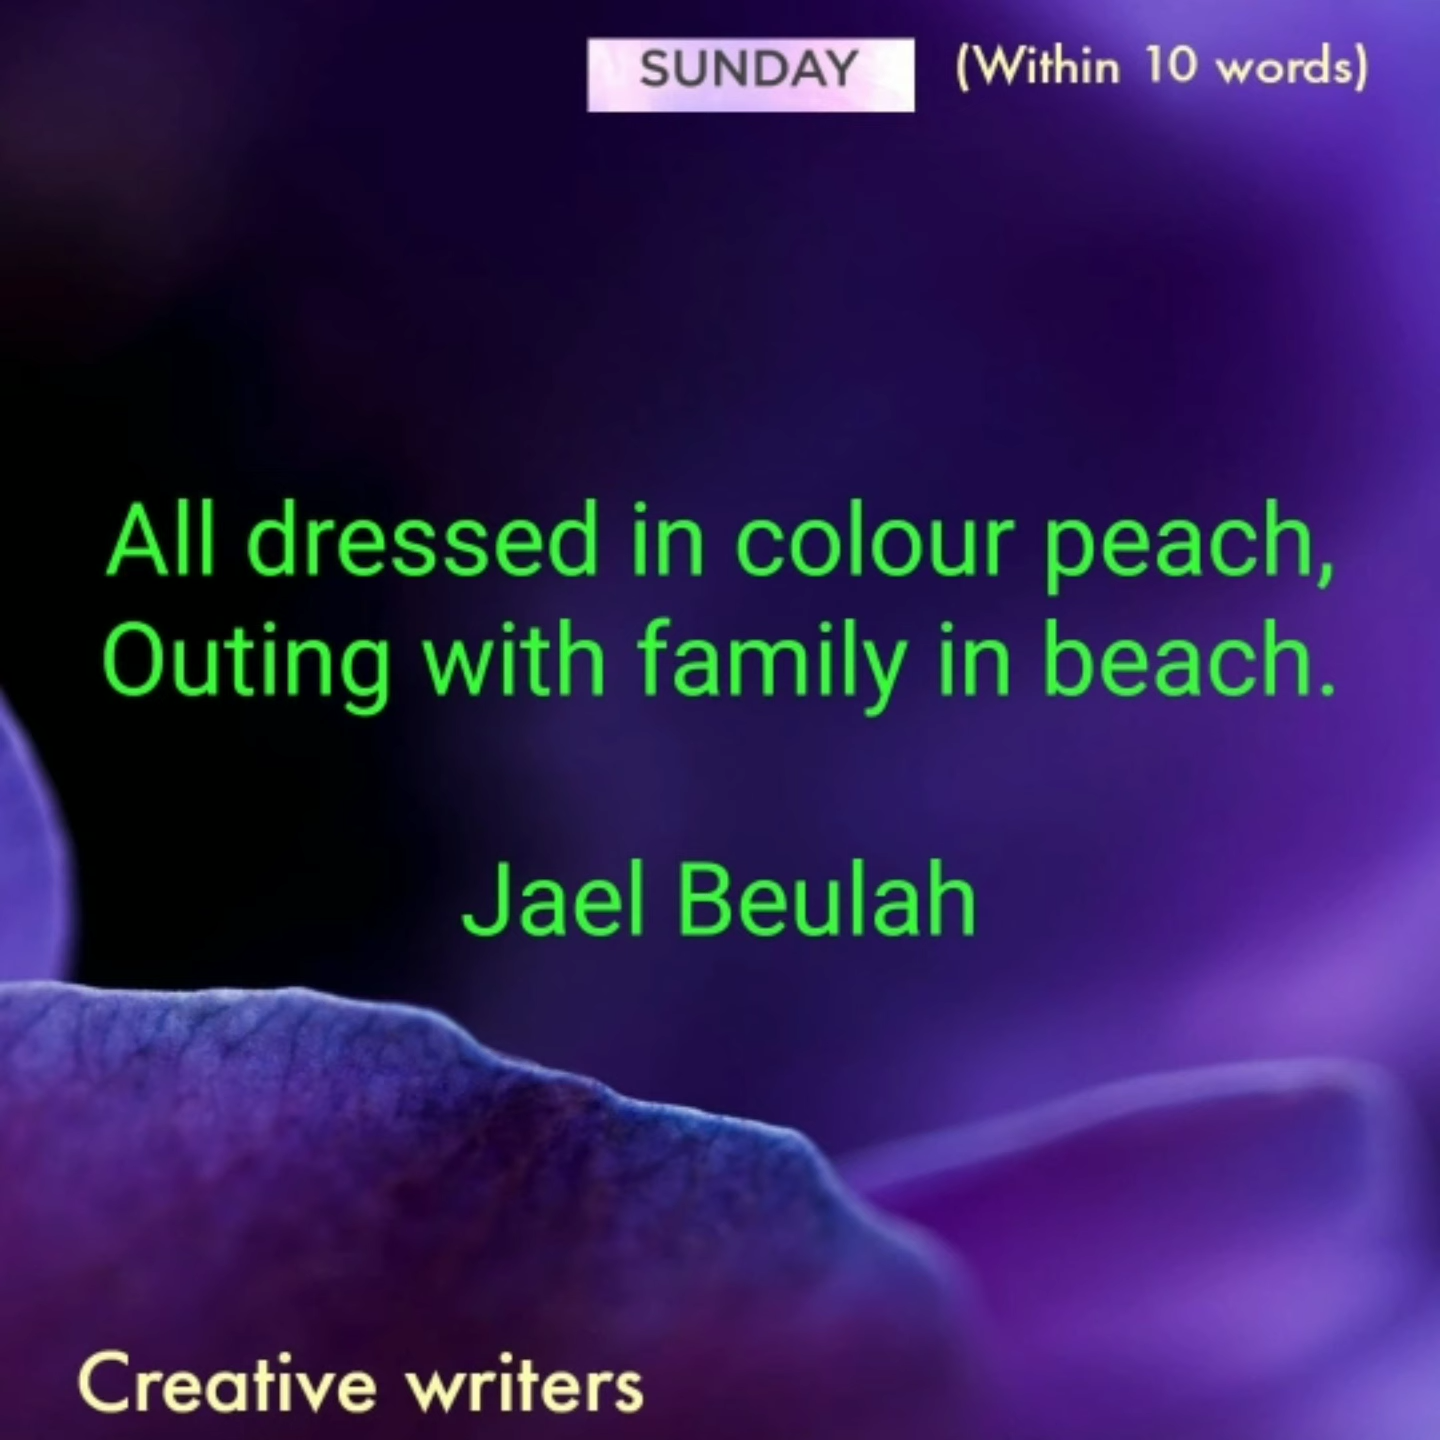 SUNDAY (Within 10 words)
All dressed in colour peach,
Outing with family in beach.
Jael Beulah
Creative writers